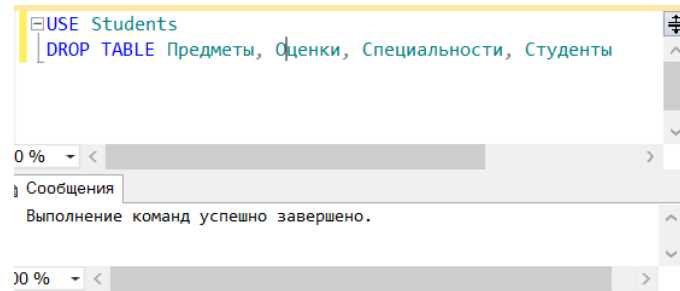 USE Students
DROP TABLE Предметы, Оценки, Специальности, Студенты
0 %
Сообщения
Выполнение команд успешно завершено.
00 %